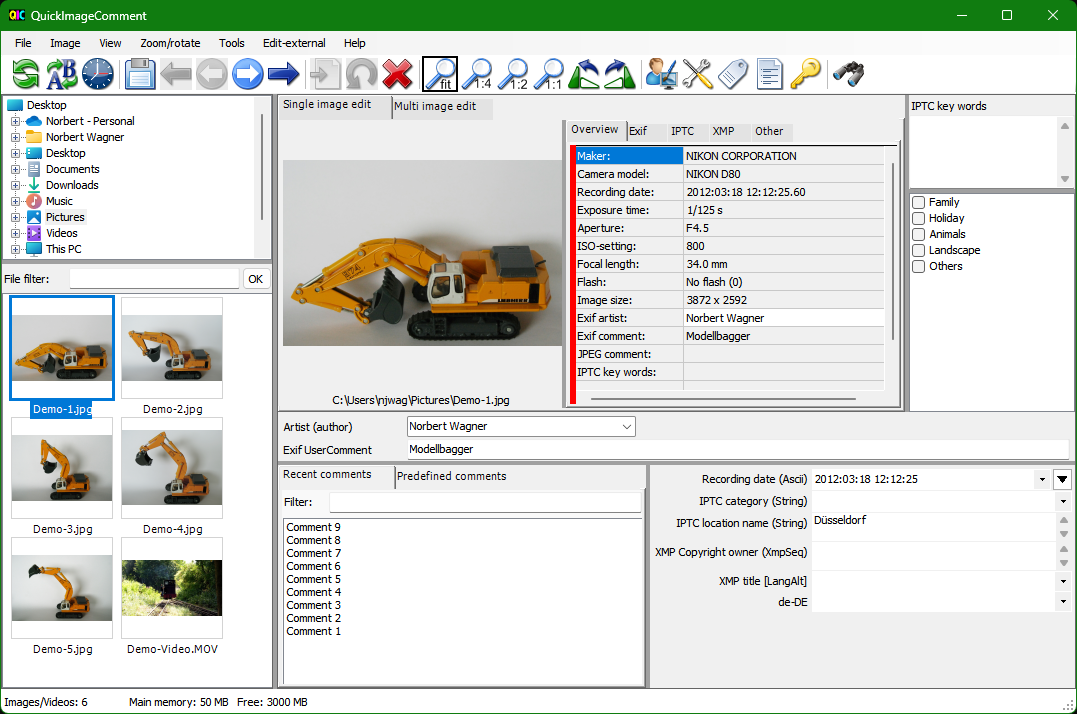 QIC QuickImageComment
File Image View Zoom/rotate Tools Edit-external Help
A B fit 1:4 1:2 1:1
Desktop
Norbert - Personal
Norbert Wagner
Desktop
Documents
Downloads
Music
Pictures
Videos
This PC
File filter: OK
Demo-1.jpg Demo-2.jpg
Demo-3.jpg Demo-4.jpg
Demo-5.jpg Demo-Video.MOV
Single image edit Multi image edit
LIEBHERR
C:\Users\njwag\Pictures\Demo-1.jpg
Overview Exif IPTC XMP Other
Maker: NIKON CORPORATION
Camera model: NIKON D80
Recording date: 2012:03:18 12:12:25.60
Exposure time: 1/125 s
Aperture: F4.5
ISO-setting: 800
Focal length: 34.0 mm
Flash: No flash (0)
Image size: 3872 x 2592
Exif artist: Norbert Wagner
Exif comment: Modellbagger
JPEG comment:
IPTC key words:
IPTC key words
Family
Holiday
Animals
Landscape
Others
Artist (author) Norbert Wagner
Exif UserComment Modellbagger
Recent comments Predefined comments
Filter:
Comment 9
Comment 8
Comment 7
Comment 6
Comment 5
Comment 4
Comment 3
Comment 2
Comment 1
Recording date (Ascii) 2012:03:18 12:12:25
IPTC category (String)
IPTC location name (String) Düsseldorf
XMP Copyright owner (XmpSeq)
XMP title [LangAlt]
de-DE
Images/Videos: 6 Main memory: 50 MB Free: 3000 MB